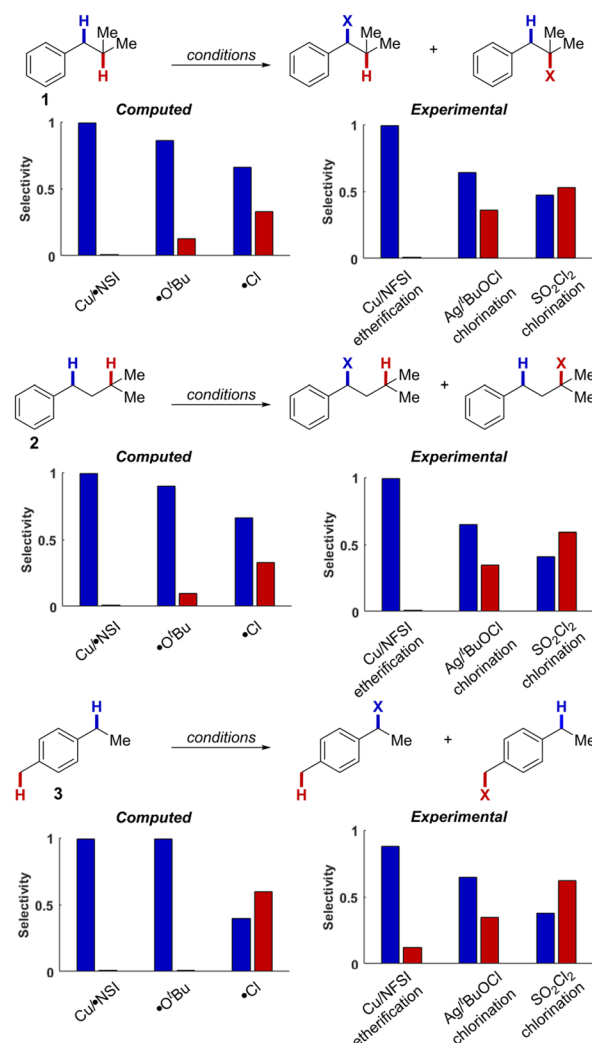 X
H Me H Me
Me conditions Me + Me
H H X
1
Computed Experimental
Selectivity Selectivity
1 1
0.5 0.5
0 0
Cu/•NSI •OᵗBu •Cl Cu/NFSI etherification Ag/ᵗBuOCl chlorination SO₂Cl₂ chlorination
H H X H H X
Me conditions Me + Me
Me Me Me
2
Computed Experimental
Selectivity Selectivity
1 1
0.5 0.5
0 0
Cu/•NSI •OᵗBu •Cl Cu/NFSI etherification Ag/ᵗBuOCl chlorination SO₂Cl₂ chlorination
H X H
Me conditions Me + Me
H 3 H X
Computed Experimental
Selectivity Selectivity
1 1
0.5 0.5
0 0
Cu/•NSI •OᵗBu •Cl Cu/NFSI etherification Ag/ᵗBuOCl chlorination SO₂Cl₂ chlorination